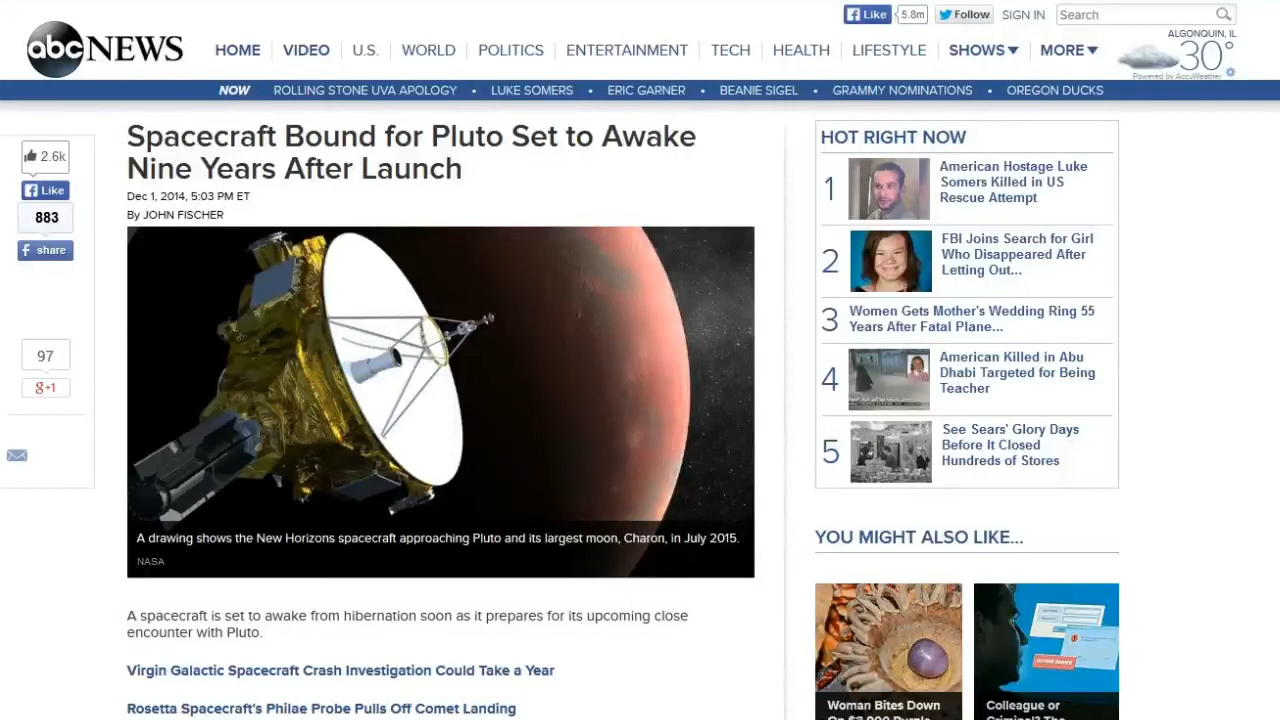 Like 5.8m Follow SIGN IN Search
abc NEWS
HOME VIDEO U.S. WORLD POLITICS ENTERTAINMENT TECH HEALTH LIFESTYLE SHOWS MORE
ALGONQUIN, IL
30°
Powered by AccuWeather
NOW ROLLING STONE UVA APOLOGY • LUKE SOMERS • ERIC GARNER • BEANIE SIGEL • GRAMMY NOMINATIONS • OREGON DUCKS
2.6k
Like
883
share
97
g+1
Spacecraft Bound for Pluto Set to Awake
Nine Years After Launch
Dec 1, 2014, 5:03 PM ET
By JOHN FISCHER
A drawing shows the New Horizons spacecraft approaching Pluto and its largest moon, Charon, in July 2015.
NASA
A spacecraft is set to awake from hibernation soon as it prepares for its upcoming close
encounter with Pluto.
Virgin Galactic Spacecraft Crash Investigation Could Take a Year
Rosetta Spacecraft's Philae Probe Pulls Off Comet Landing
HOT RIGHT NOW
1
American Hostage Luke
Somers Killed in US
Rescue Attempt
2
FBI Joins Search for Girl
Who Disappeared After
Letting Out...
3
Women Gets Mother's Wedding Ring 55
Years After Fatal Plane...
4
American Killed in Abu
Dhabi Targeted for Being
Teacher
5
See Sears' Glory Days
Before It Closed
Hundreds of Stores
YOU MIGHT ALSO LIKE...
Woman Bites Down
Colleague or